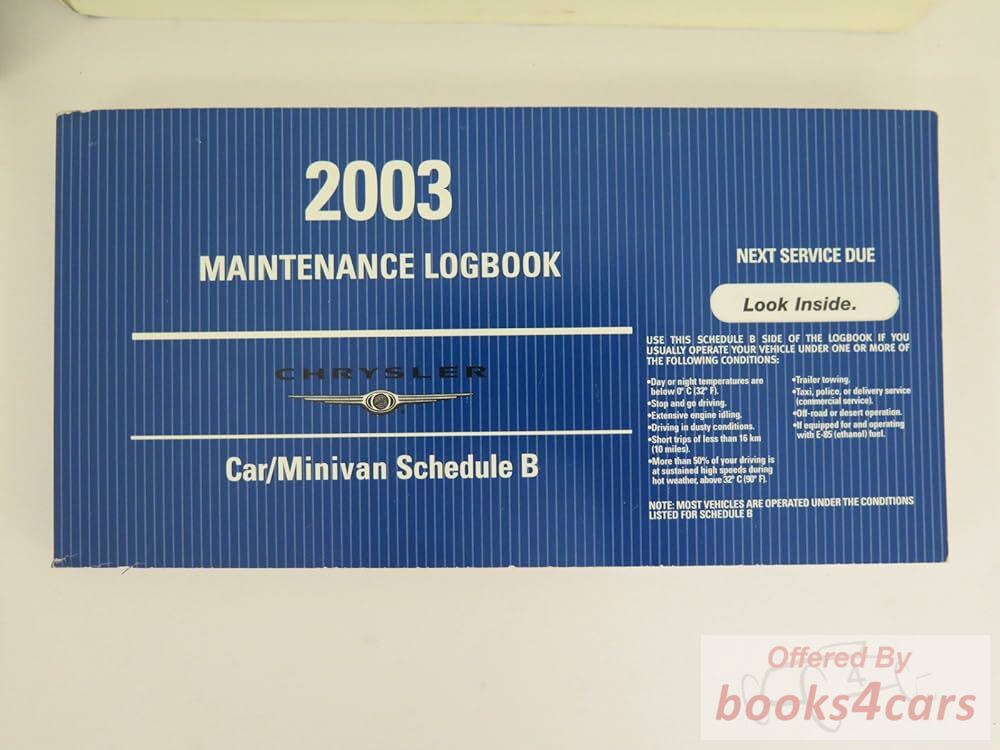 2003
MAINTENANCE LOGBOOK
CHRYSLER
Car/Minivan Schedule B
NEXT SERVICE DUE
Look Inside.
USE THIS SCHEDULE B SIDE OF THE LOGBOOK IF YOU
USUALLY OPERATE YOUR VEHICLE UNDER ONE OR MORE OF
THE FOLLOWING CONDITIONS:
•Day or night temperatures are
below 0° C (32° F).
•Stop and go driving.
•Extensive engine idling.
•Driving in dusty conditions.
•Short trips of less than 16 km
(10 miles).
•More than 50% of your driving is
at sustained high speeds during
hot weather, above 32° C (90° F).
•Trailer towing.
•Taxi, police, or delivery service
(commercial service).
•Off-road or desert operation.
•If equipped for and operating
with E-85 (ethanol) fuel.
NOTE: MOST VEHICLES ARE OPERATED UNDER THE CONDITIONS
LISTED FOR SCHEDULE B
Offered By
books4cars